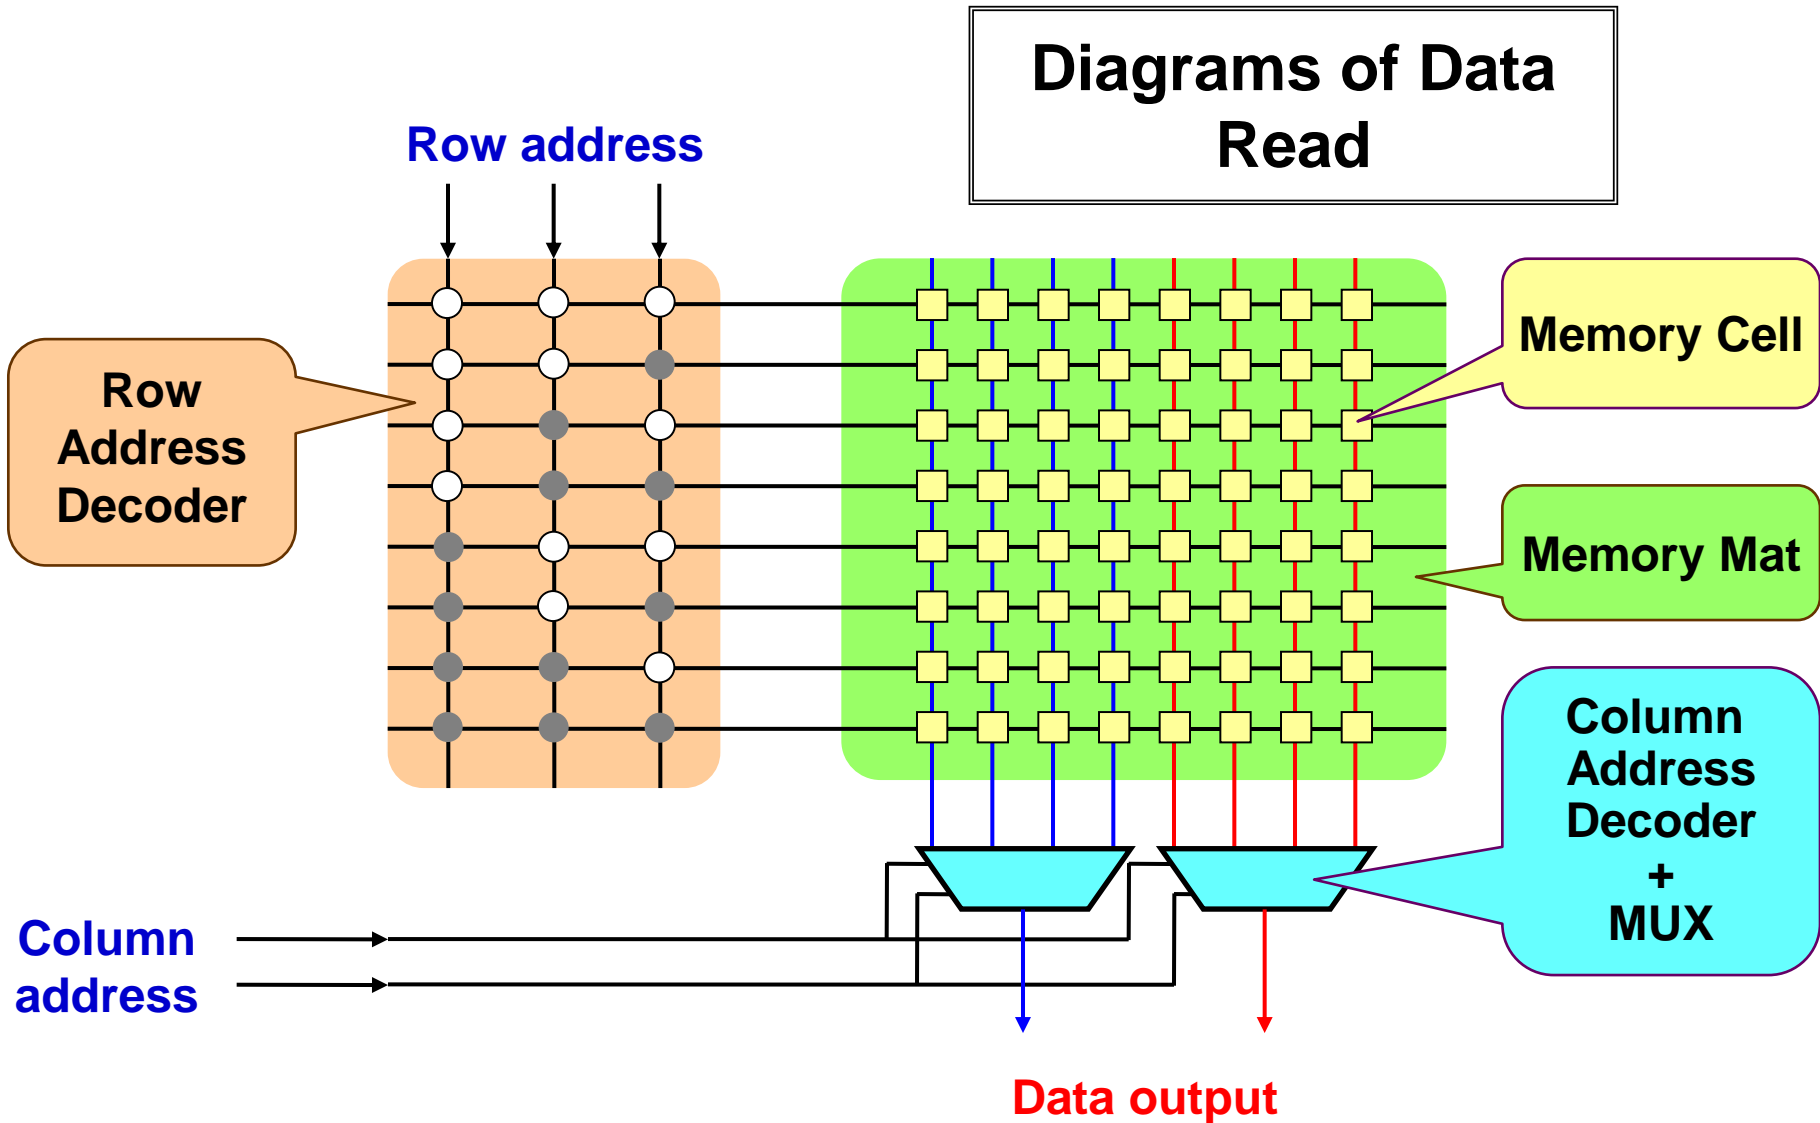 Diagrams of Data
Read
Row address
Memory Cell
Row
Address
Decoder
Memory Mat
Column
Address
Decoder
+
MUX
Column
address
Data output